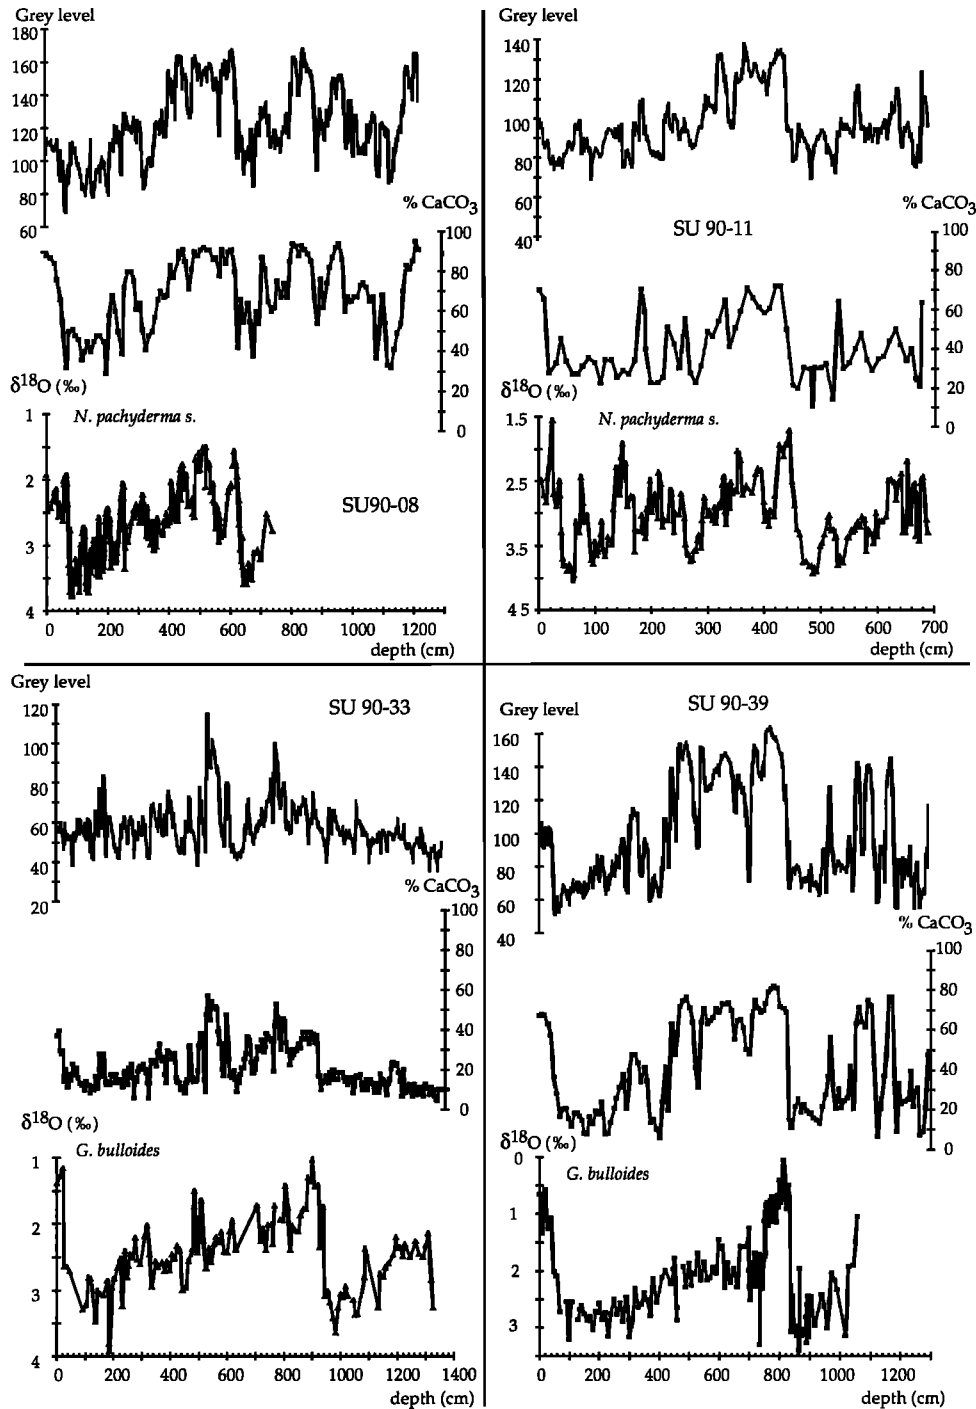 Grey level
180
160
140
120
100
80
60
% CaCO3
100
80
60
40
20
0
δ18O (‰)
N. pachyderma s.
1
2
3
4
SU90-08
0 200 400 600 800 1000 1200
depth (cm)
Grey level
140
120
100
80
60
40
% CaCO3
SU 90-11
100
80
60
40
20
0
δ18O (‰)
N. pachyderma s.
1.5
2.5
3.5
4 5
0 100 200 300 400 500 600 700
depth (cm)
Grey level
SU 90-33
120
100
80
60
40
20
% CaCO3
100
80
60
40
20
0
δ18O (‰)
G. bulloides
1
2
3
4
0 200 400 600 800 1000 1200 1400
depth (cm)
SU 90-39
Grey level
160
140
120
100
80
60
40
% CaCO3
100
80
60
40
20
0
δ18O (‰)
G. bulloides
0
1
2
3
0 200 400 600 800 1000 1200
depth (cm)